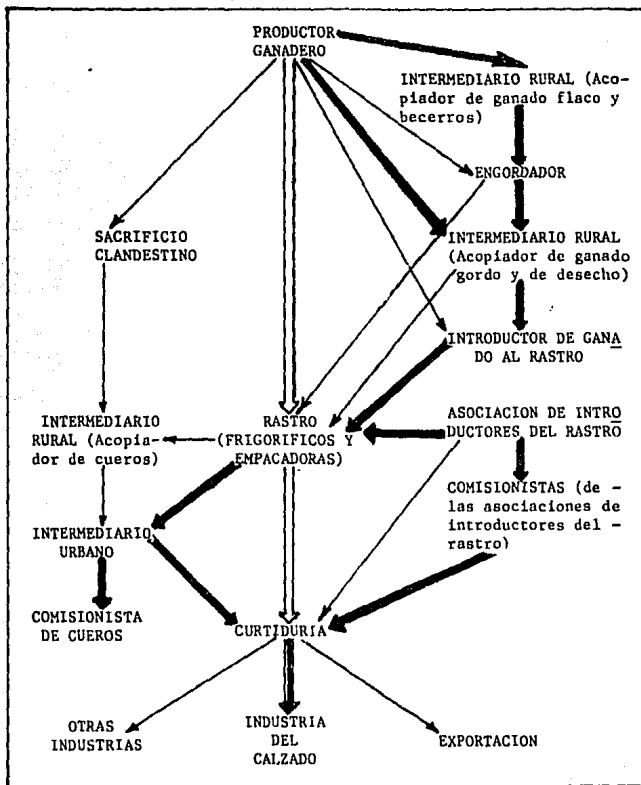 PRODUCTOR
GANADERO
INTERMEDIARIO RURAL (Aco-
piador de ganado flaco y
becerros)
ENGORDADOR
SACRIFICIO
CLANDESTINO
INTERMEDIARIO RURAL
(Acopiador de ganado
gordo y de desecho)
INTRODUCTOR DE GANA
DO AL RASTRO
INTERMEDIARIO
RURAL (Acopia-
dor de cueros)
RASTRO
(FRIGORIFICOS Y
EMPACADORAS)
ASOCIACION DE INTRO
DUCTORES DEL RASTRO
COMISIONISTAS (de -
las asociaciones de
introductores del -
rastro)
INTERMEDIARIO
URBANO
COMISIONISTA
DE CUEROS
CURTIDURIA
OTRAS
INDUSTRIAS
INDUSTRIA
DEL
CALZADO
EXPORTACION